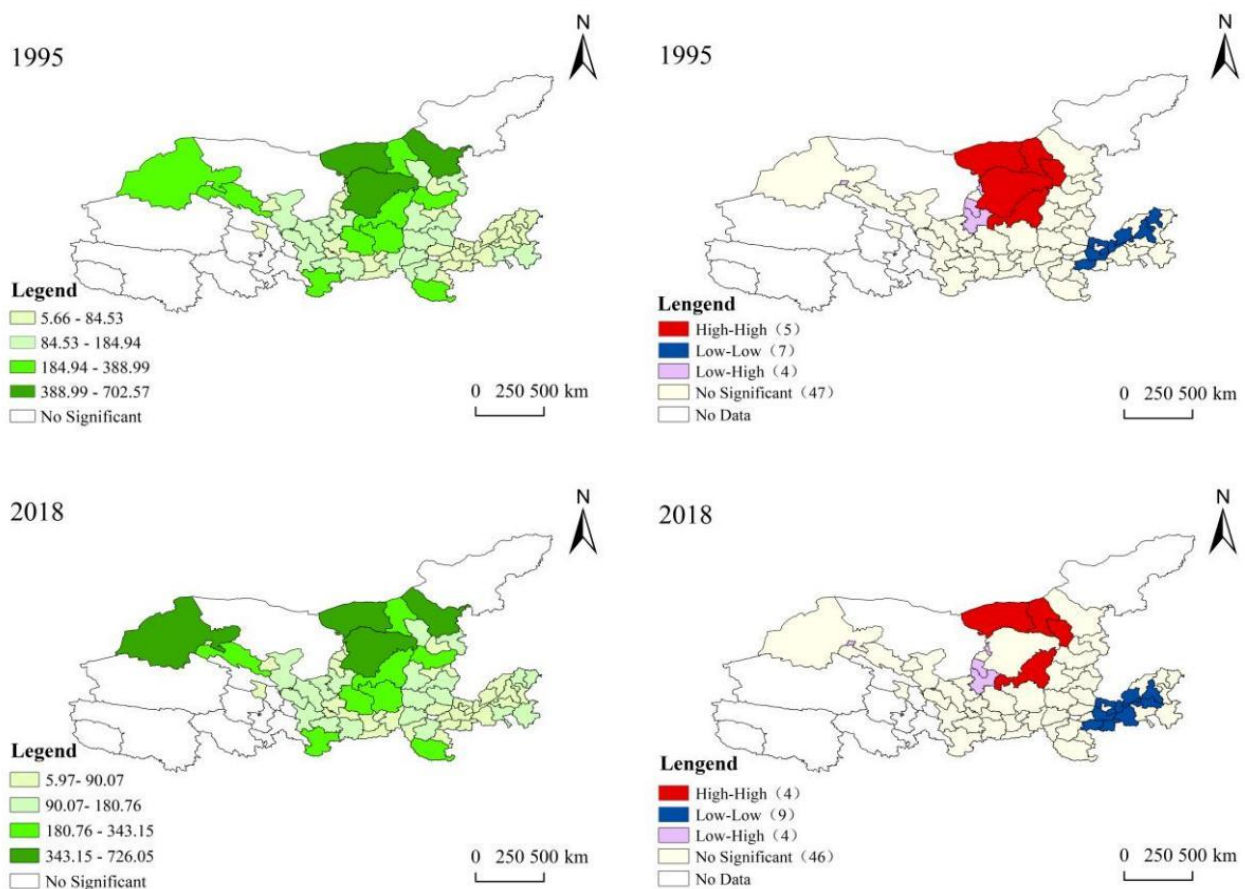 N
1995
Legend
5.66 - 84.53
84.53 - 184.94
184.94 - 388.99
388.99 - 702.57
No Significant
0 250 500 km
N
1995
Lengend
High-High（5）
Low-Low（7）
Low-High（4）
No Significant（47）
No Data
0 250 500 km
N
2018
Legend
5.97- 90.07
90.07- 180.76
180.76 - 343.15
343.15 - 726.05
No Significant
0 250 500 km
N
2018
Lengend
High-High（4）
Low-Low（9）
Low-High（4）
No Significant（46）
No Data
0 250 500 km